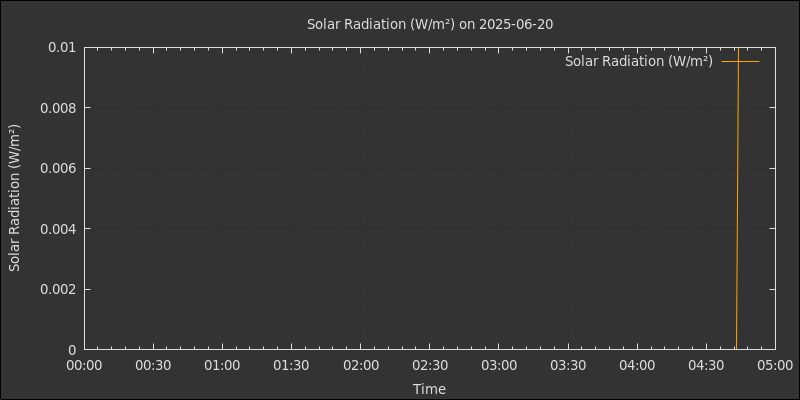 Solar Radiation (W/m²) on 2025-06-20
Solar Radiation (W/m²)
0.01
0.008
0.006
0.004
0.002
0
Solar Radiation (W/m²)
00:00 00:30 01:00 01:30 02:00 02:30 03:00 03:30 04:00 04:30 05:00
Time